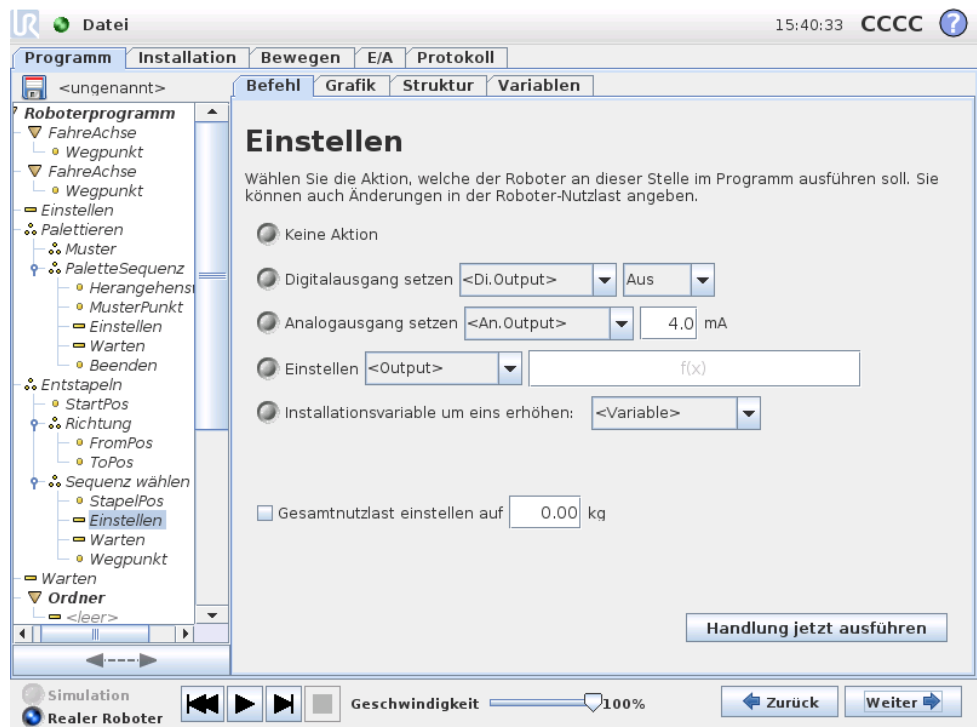 UR Datei 15:40:33 CCCC ?
Programm Installation Bewegen E/A Protokoll
<ungenannt>
Roboterprogramm
FahreAchse
Wegpunkt
FahreAchse
Wegpunkt
Einstellen
Palettieren
Muster
PaletteSequenz
MusterPunkt
Einstellen
Warten
Beenden
Entstapeln
StartPos
Richtung
FromPos
ToPos
Sequenz wählen
StapelPos
Einstellen
Warten
Wegpunkt
Warten
Ordner
<leer>
Befehl Grafik Struktur Variablen
Einstellen
Wählen Sie die Aktion, welche der Roboter an dieser Stelle im Programm ausführen soll. Sie
können auch Änderungen in der Roboter-Nutzlast angeben.
Keine Aktion
Digitalausgang setzen <Di.Output> Aus
Analogausgang setzen <An.Output> 4.0 mA
Einstellen <Output> f(x)
Installationsvariable um eins erhöhen: <Variable>
Gesamtnutzlast einstellen auf 0.00 kg
Handlung jetzt ausführen
Simulation
Realer Roboter
Geschwindigkeit 100%
Zurück Weiter